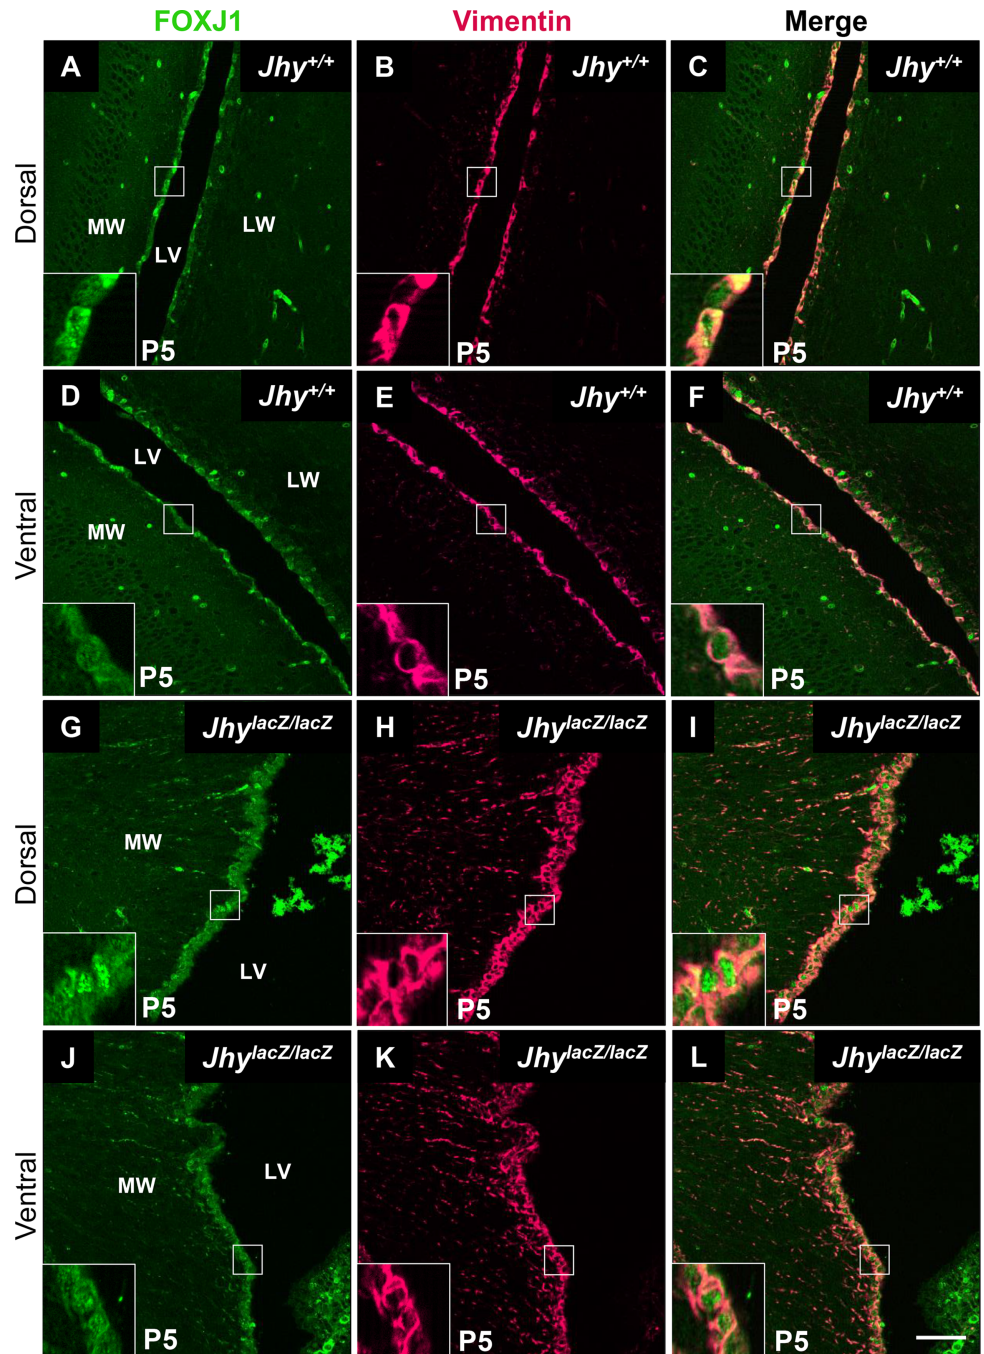 FOXJ1 Vimentin Merge
Dorsal
A Jhy+/+ B Jhy+/+ C Jhy+/+
MW LV LW
P5 P5 P5
Ventral
D Jhy+/+ E Jhy+/+ F Jhy+/+
LV LW
MW
P5 P5 P5
Dorsal
G JhylacZ/lacZ H JhylacZ/lacZ I JhylacZ/lacZ
MW
LV
P5 P5 P5
Ventral
J JhylacZ/lacZ K JhylacZ/lacZ L JhylacZ/lacZ
LV
MW
P5 P5 P5